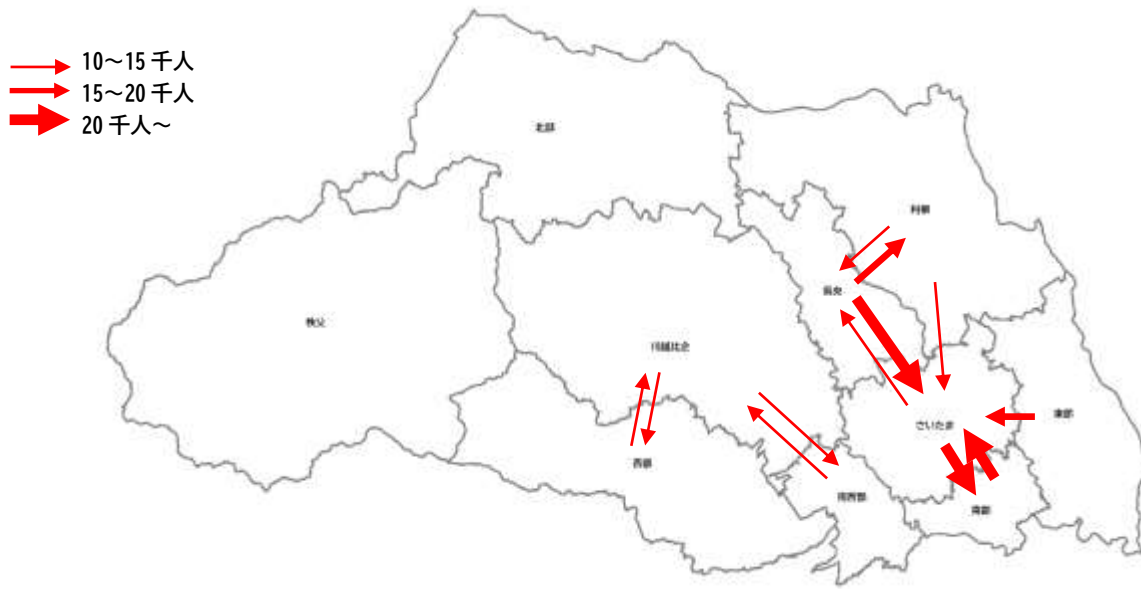 10～15 千人
15～20 千人
20 千人～
北部
利根
県央
秩父
川越比企
さいたま
東部
西部
南西部
南部